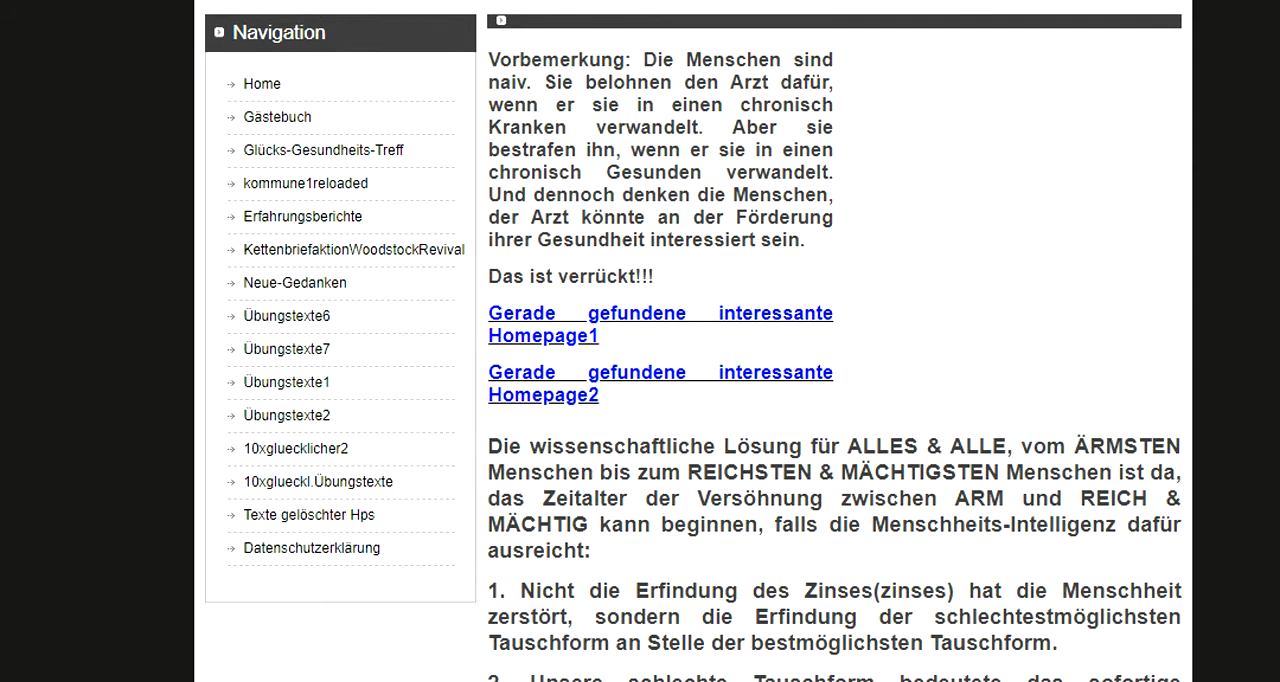 Navigation
Home
Gästebuch
Glücks-Gesundheits-Treff
kommune1reloaded
Erfahrungsberichte
KettenbriefaktionWoodstockRevival
Neue-Gedanken
Übungstexte6
Übungstexte7
Übungstexte1
Übungstexte2
10xgluecklicher2
10xglueckl.Übungstexte
Texte gelöschter Hps
Datenschutzerklärung
Vorbemerkung: Die Menschen sind
naiv. Sie belohnen den Arzt dafür,
wenn er sie in einen chronisch
Kranken verwandelt. Aber sie
bestrafen ihn, wenn er sie in einen
chronisch Gesunden verwandelt.
Und dennoch denken die Menschen,
der Arzt könnte an der Förderung
ihrer Gesundheit interessiert sein.
Das ist verrückt!!!
Gerade gefundene interessante
Homepage1
Gerade gefundene interessante
Homepage2
Die wissenschaftliche Lösung für ALLES & ALLE, vom ÄRMSTEN
Menschen bis zum REICHSTEN & MÄCHTIGSTEN Menschen ist da,
das Zeitalter der Versöhnung zwischen ARM und REICH &
MÄCHTIG kann beginnen, falls die Menschheits-Intelligenz dafür
ausreicht:
1. Nicht die Erfindung des Zinses(zinses) hat die Menschheit
zerstört, sondern die Erfindung der schlechtestmöglichsten
Tauschform an Stelle der bestmöglichsten Tauschform.
2. Unsere schlechte Tauschform bedeutete das sofortige